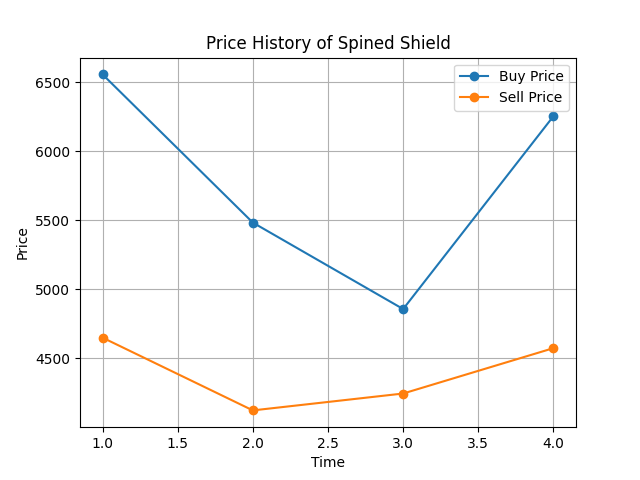 Price History of Spined Shield
Buy Price
Sell Price
Price
6500
6000
5500
5000
4500
1.0 1.5 2.0 2.5 3.0 3.5 4.0
Time